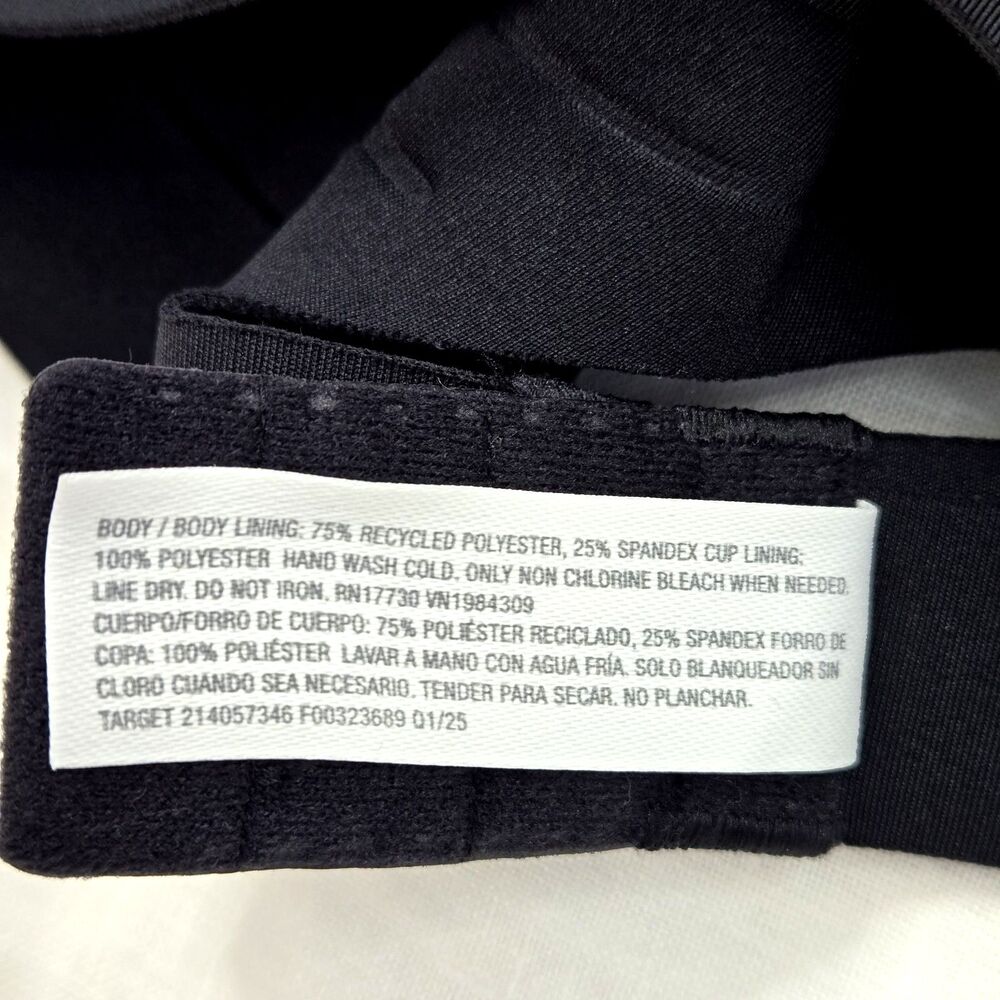 BODY / BODY LINING: 75% RECYCLED POLYESTER, 25% SPANDEX CUP LINING:
100% POLYESTER HAND WASH COLD. ONLY NON CHLORINE BLEACH WHEN NEEDED.
LINE DRY. DO NOT IRON. RN17730 VN1984309
CUERPO/FORRO DE CUERPO: 75% POLIÉSTER RECICLADO, 25% SPANDEX FORRO DE
COPA: 100% POLIÉSTER LAVAR A MANO CON AGUA FRÍA. SOLO BLANQUEADOR SIN
CLORO CUANDO SEA NECESARIO. TENDER PARA SECAR. NO PLANCHAR.
TARGET 214057346 F00323689 Q1/25